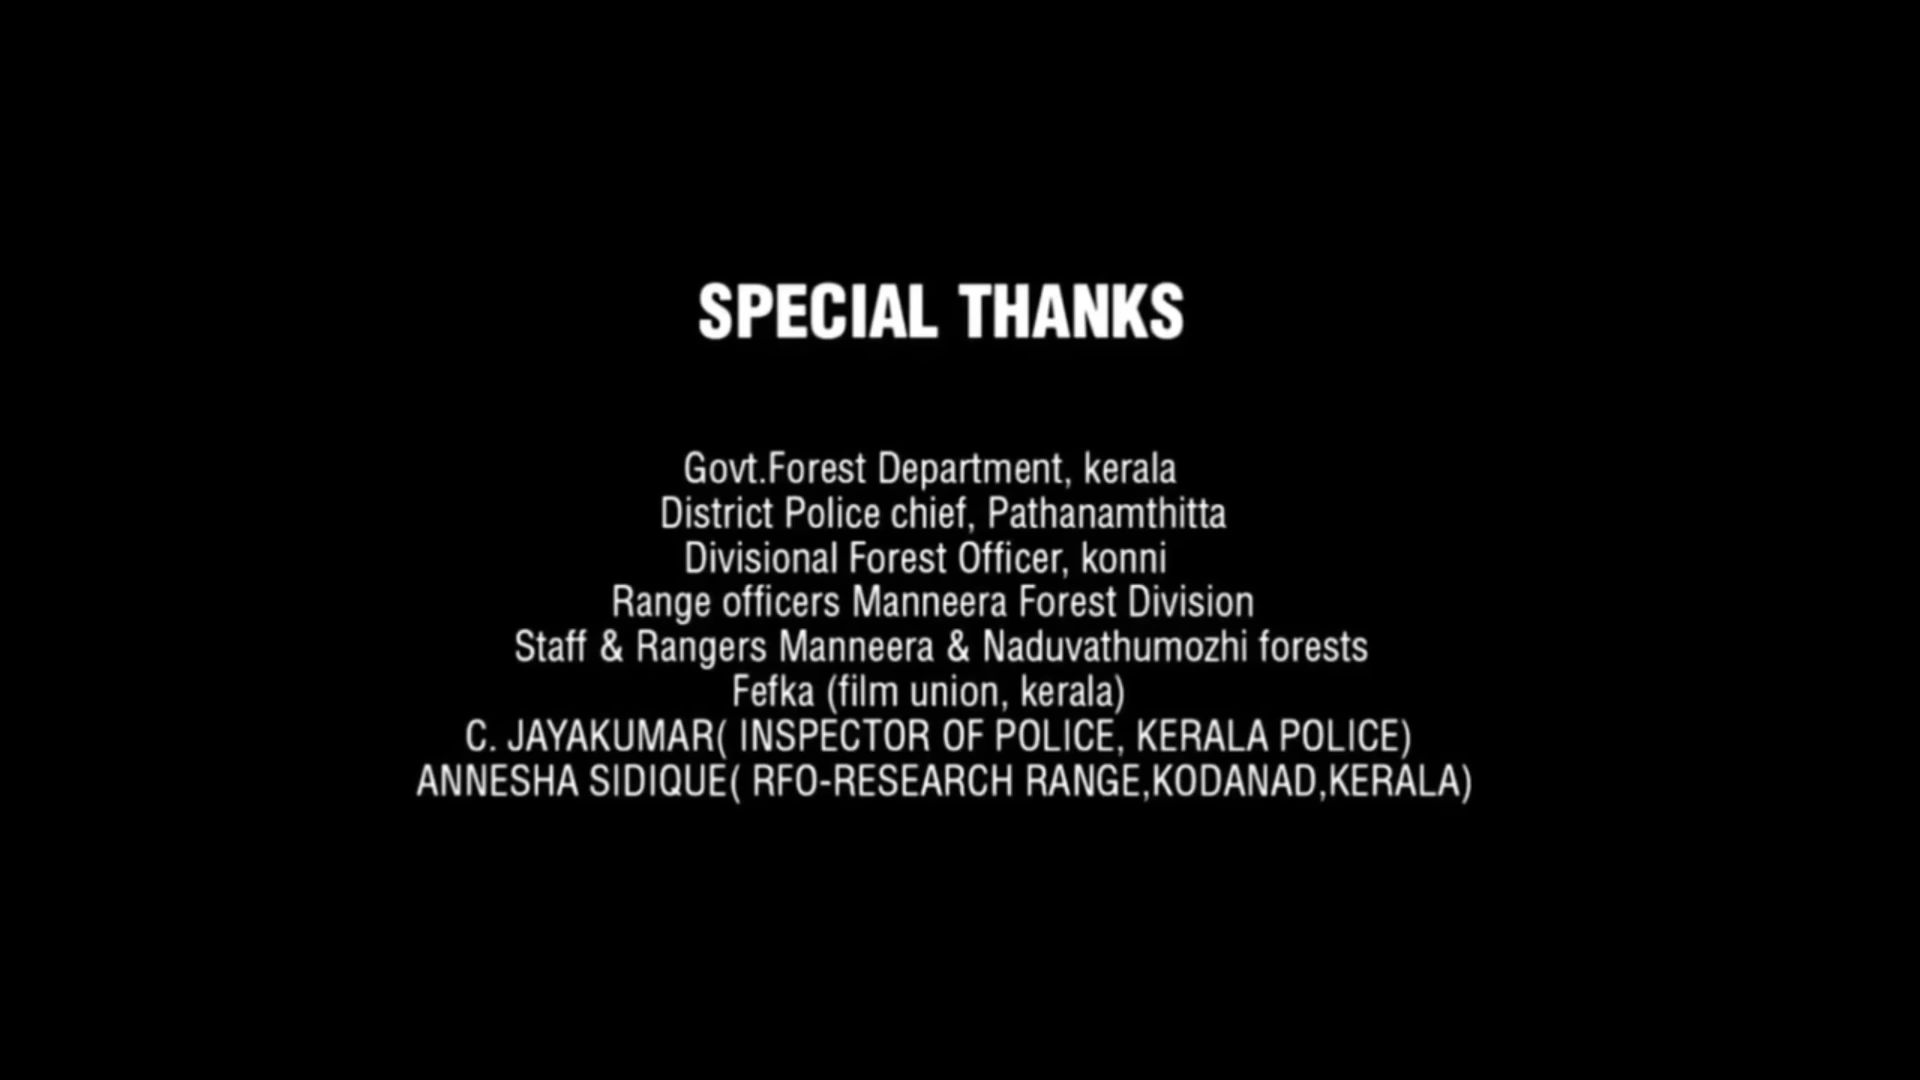 SPECIAL THANKS
Govt.Forest Department, kerala
District Police chief, Pathanamthitta
Divisional Forest Officer, konni
Range officers Manneera Forest Division
Staff & Rangers Manneera & Naduvathumozhi forests
Fefka (film union, kerala)
C. JAYAKUMAR( INSPECTOR OF POLICE, KERALA POLICE)
ANNESHA SIDIQUE( RFO-RESEARCH RANGE,KODANAD,KERALA)